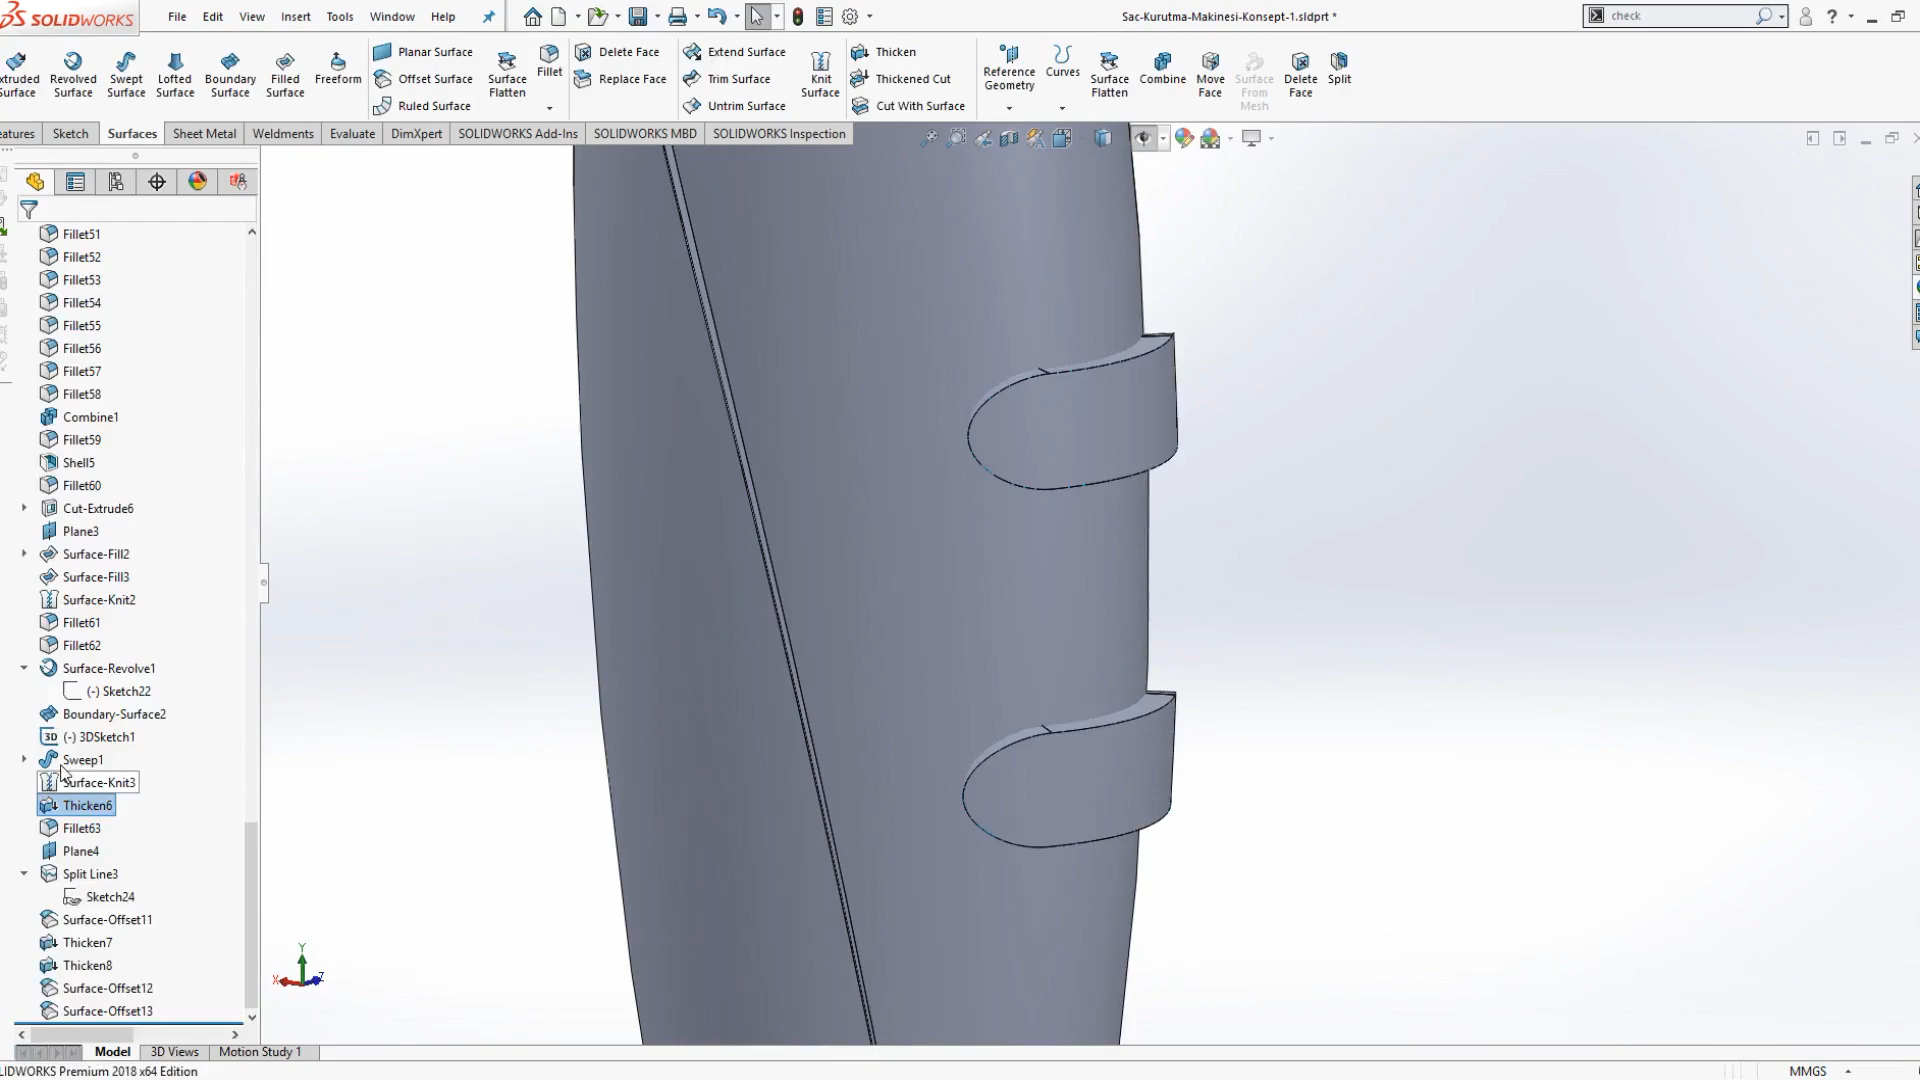 SOLIDWORKS
File Edit View Insert Tools Window Help
Sac-Kurutma-Makinesi-Konsept-1.sldprt *
check
?
xtruded Surface
Revolved Surface
Swept Surface
Lofted Surface
Boundary Surface
Filled Surface
Freeform
Planar Surface
Offset Surface
Ruled Surface
Surface Flatten
Fillet
Delete Face
Replace Face
Extend Surface
Trim Surface
Untrim Surface
Knit Surface
Thicken
Thickened Cut
Cut With Surface
Reference Geometry
Curves
Surface Flatten
Combine
Move Face
Surface From Mesh
Delete Face
Split
eatures Sketch Surfaces Sheet Metal Weldments Evaluate DimXpert SOLIDWORKS Add-Ins SOLIDWORKS MBD SOLIDWORKS Inspection
Fillet51
Fillet52
Fillet53
Fillet54
Fillet55
Fillet56
Fillet57
Fillet58
Combine1
Fillet59
Shell5
Fillet60
Cut-Extrude6
Plane3
Surface-Fill2
Surface-Fill3
Surface-Knit2
Fillet61
Fillet62
Surface-Revolve1
(-) Sketch22
Boundary-Surface2
3D (-) 3DSketch1
Sweep1
Surface-Knit3
Thicken6
Fillet63
Plane4
Split Line3
Sketch24
Surface-Offset11
Thicken7
Thicken8
Surface-Offset12
Surface-Offset13
Y
X
Z
Model 3D Views Motion Study 1
OLIDWORKS Premium 2018 x64 Edition
MMGS